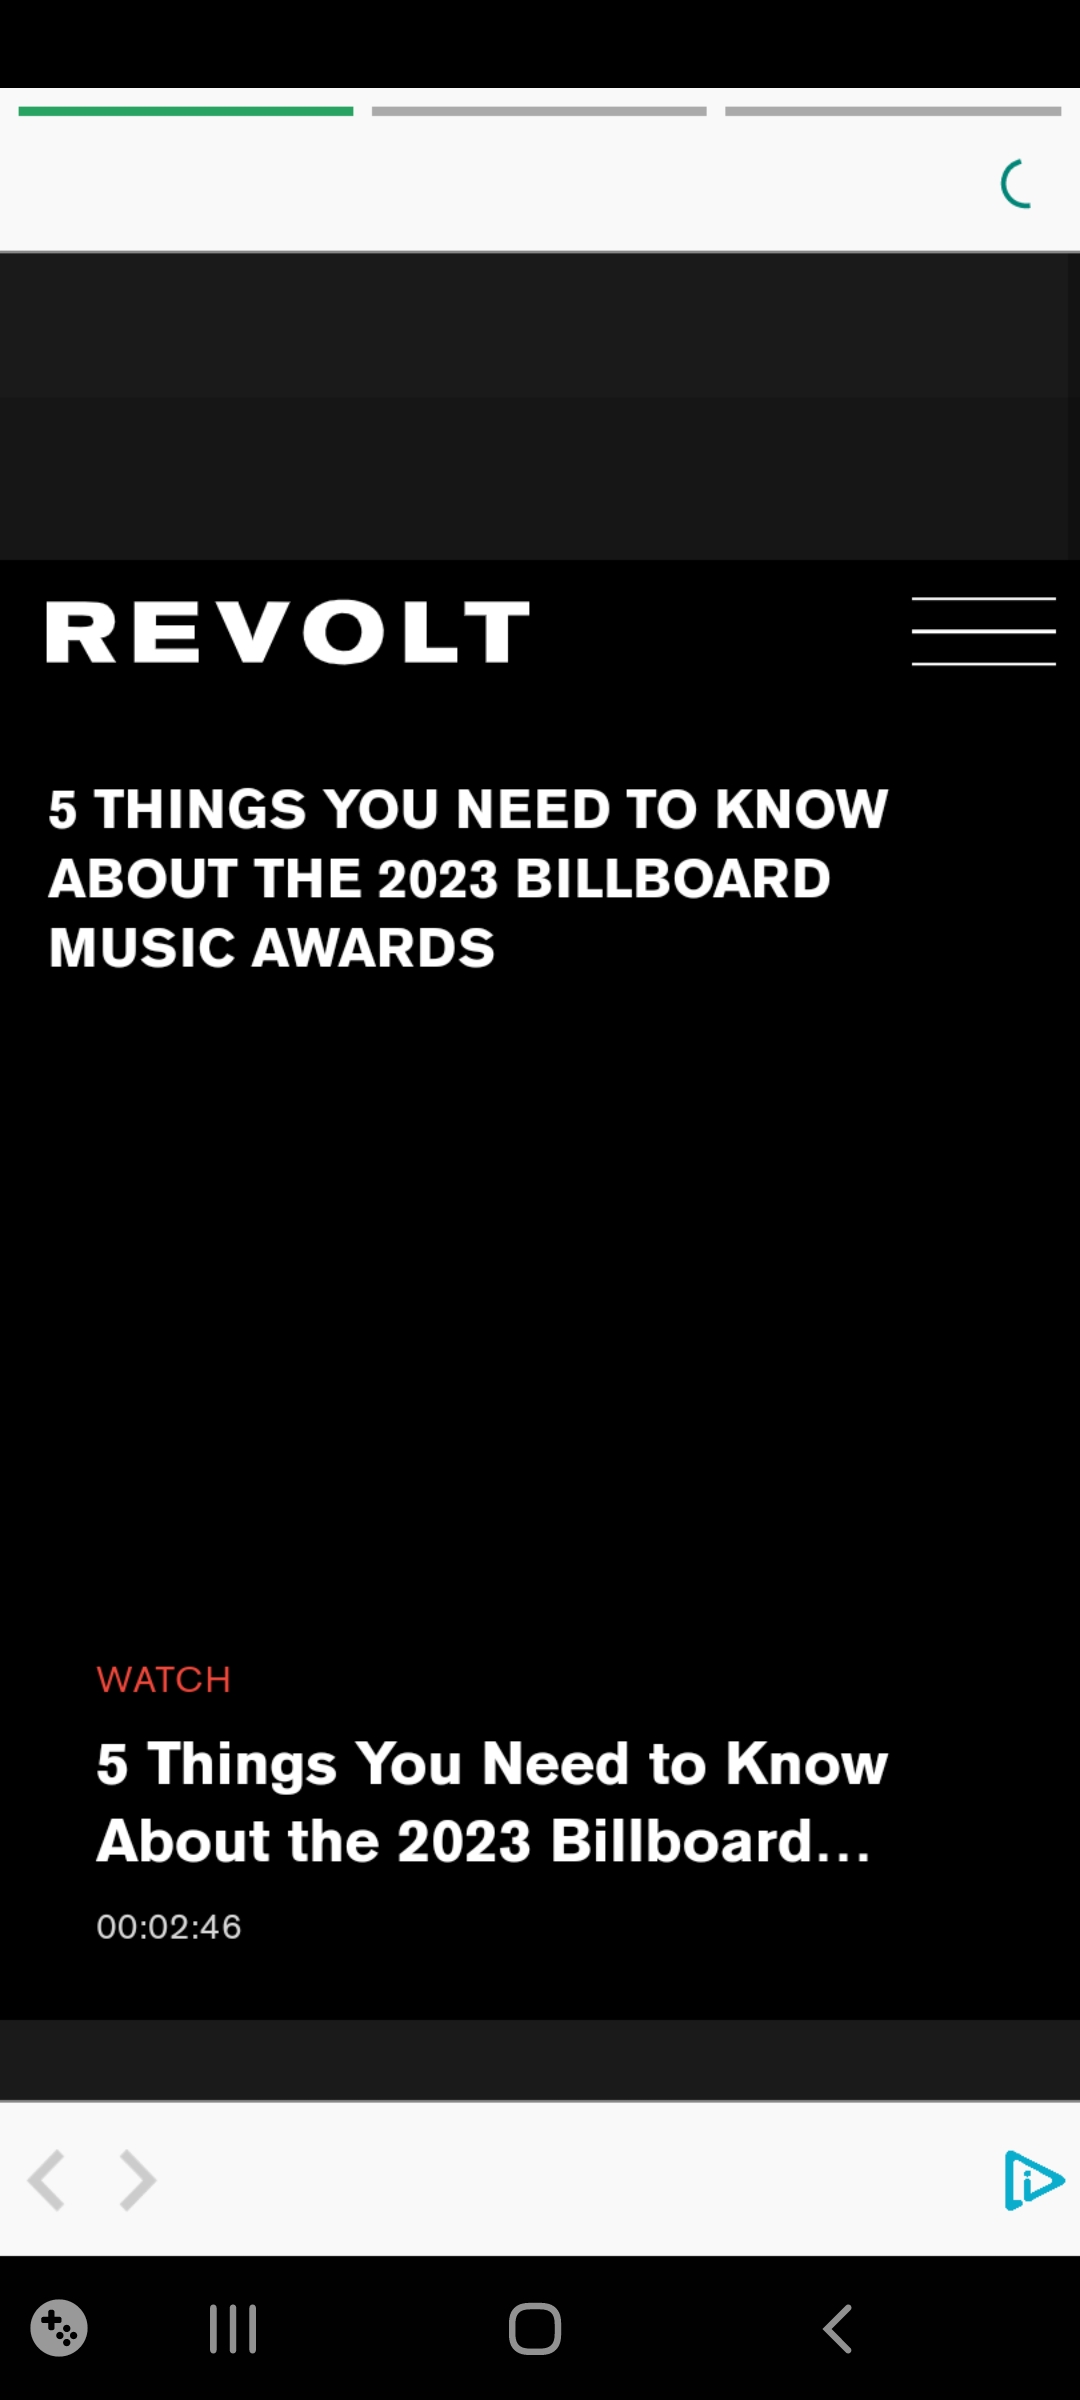 REVOLT
5 THINGS YOU NEED TO KNOW
ABOUT THE 2023 BILLBOARD
MUSIC AWARDS
WATCH
5 Things You Need to Know
About the 2023 Billboard...
00:02:46